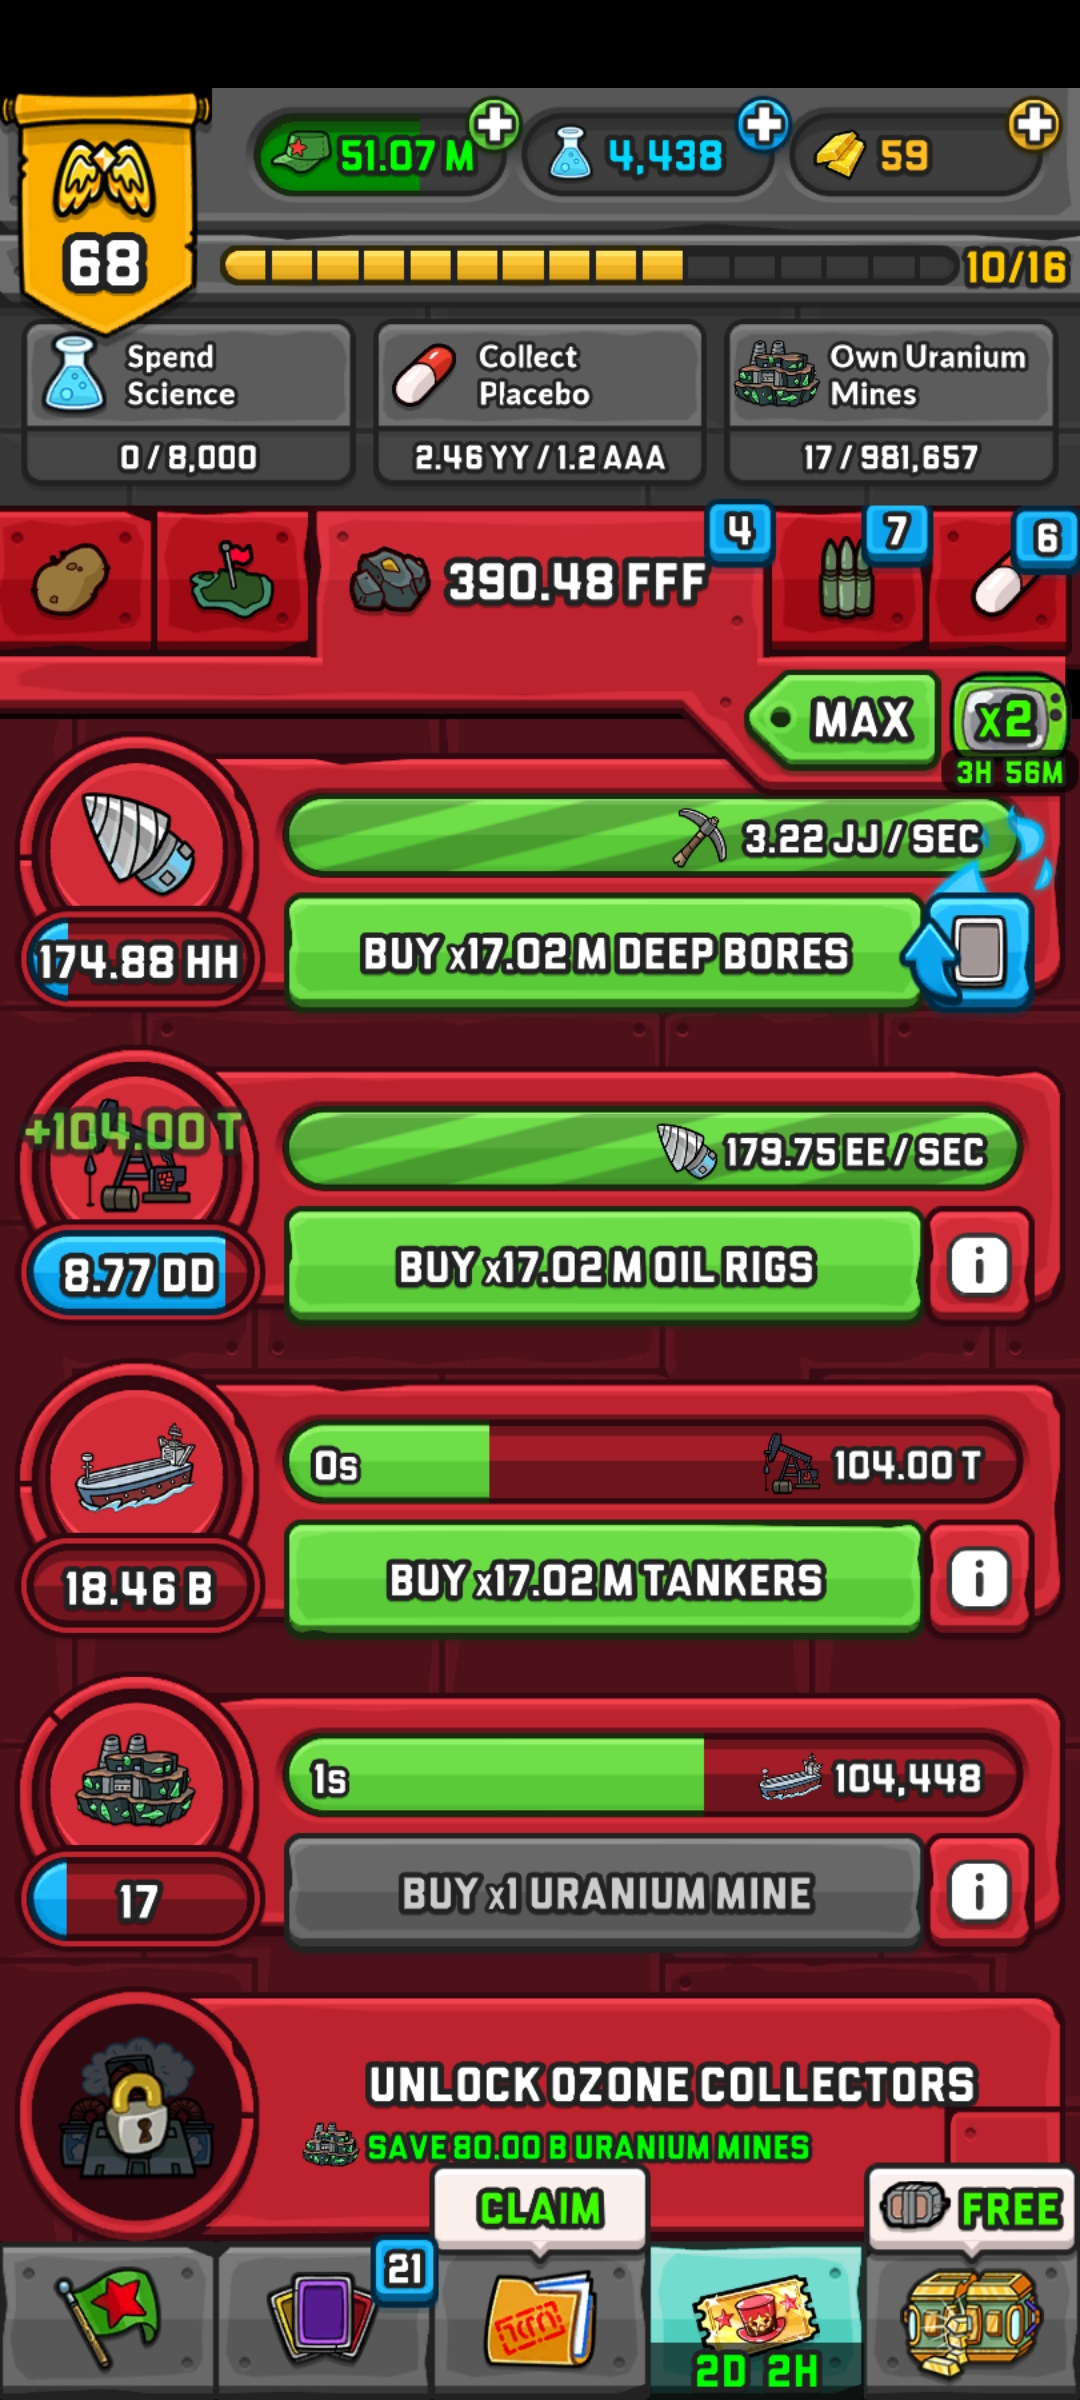 51.07 M
4,438
59
68
10/16
Spend
Science
Collect
Placebo
Own Uranium
Mines
0 / 8,000
2.46 YY / 1.2 AAA
17 / 981,657
390.48 FFF
4
7
6
MAX
x2
3H 56M
3.22 JJ / SEC
174.88 HH
BUY x17.02 M DEEP BORES
+104.00 T
179.75 EE / SEC
8.77 DD
BUY x17.02 M OIL RIGS
i
0s
104.00 T
18.46 B
BUY x17.02 M TANKERS
i
1s
104,448
17
BUY x1 URANIUM MINE
i
UNLOCK OZONE COLLECTORS
SAVE 80.00 B URANIUM MINES
CLAIM
FREE
21
2D 2H